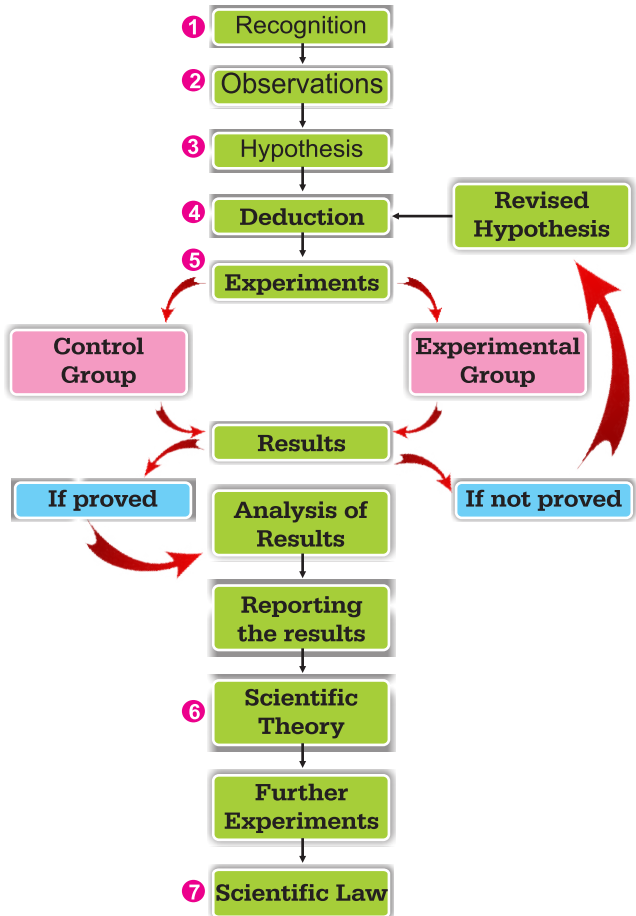 1 Recognition
2 Observations
3 Hypothesis
4 Deduction
Revised
Hypothesis
5 Experiments
Control
Group
Experimental
Group
Results
If proved
If not proved
Analysis of
Results
Reporting
the results
6 Scientific
Theory
Further
Experiments
7 Scientific Law